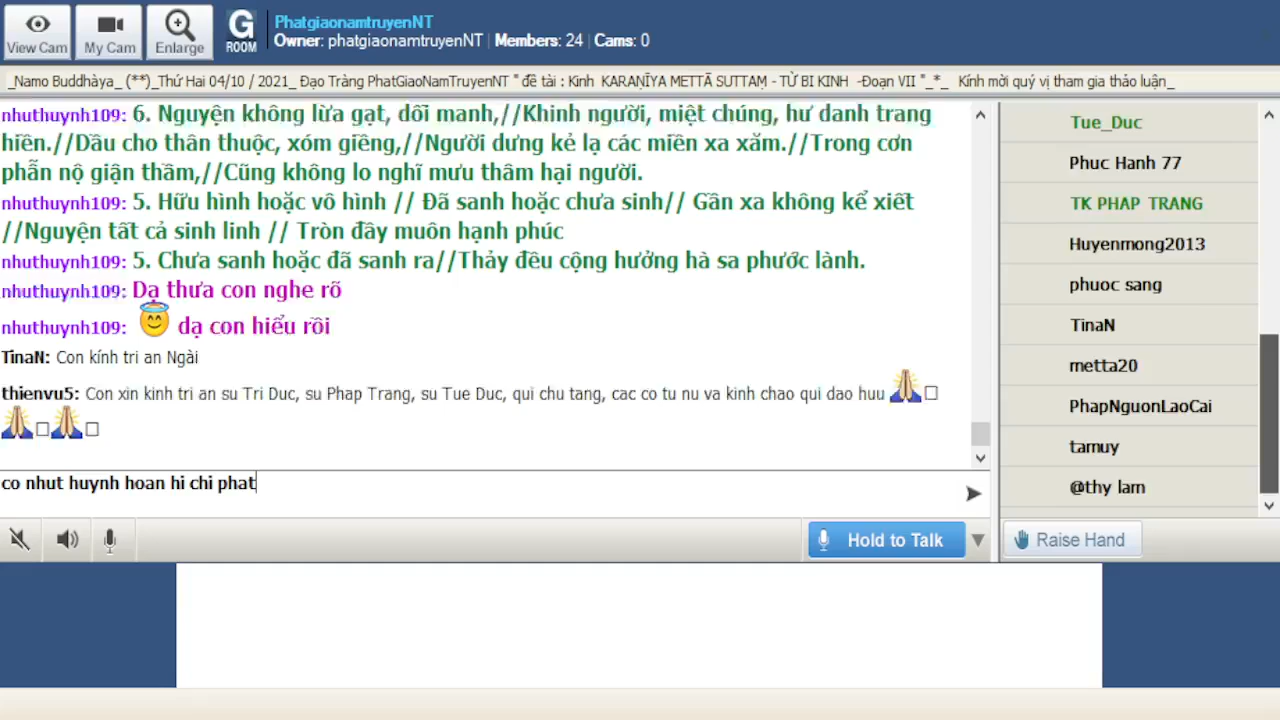 View Cam
My Cam
Enlarge
G
ROOM
PhatgiaonamtruyenNT
Owner: phatgiaonamtruyenNT | Members: 24 | Cams: 0
_Namo Buddhàya_ (**)_Thứ Hai 04/10 / 2021_ Đạo Tràng PhatGiaoNamTruyenNT " đề tài : Kinh KARAṆĪYA METTĀ SUTTAṂ - TỪ BI KINH -Đoạn VII "_*_ Kính mời quý vị tham gia thảo luận_
nhuthuynh109: 6. Nguyện không lừa gạt, dối manh,//Khinh người, miệt chúng, hư danh trang
hiền.//Dầu cho thân thuộc, xóm giềng,//Người dưng kẻ lạ các miền xa xăm.//Trong cơn
phẫn nộ giận thầm,//Cũng không lo nghĩ mưu thâm hại người.
nhuthuynh109: 5. Hữu hình hoặc vô hình // Đã sanh hoặc chưa sinh// Gần xa không kể xiết
//Nguyện tất cả sinh linh // Tròn đầy muôn hạnh phúc
nhuthuynh109: 5. Chưa sanh hoặc đã sanh ra//Thảy đều cộng hưởng hà sa phước lành.
nhuthuynh109: Dạ thưa con nghe rõ
nhuthuynh109: dạ con hiểu rồi
TinaN: Con kính tri an Ngài
thienvu5: Con xin kinh tri an su Tri Duc, su Phap Trang, su Tue Duc, qui chu tang, cac co tu nu va kinh chao qui dao huu
co nhut huynh hoan hi chi phat
Hold to Talk
Tue_Duc
Phuc Hanh 77
TK PHAP TRANG
Huyenmong2013
phuoc sang
TinaN
metta20
PhapNguonLaoCai
tamuy
@thy lam
Raise Hand